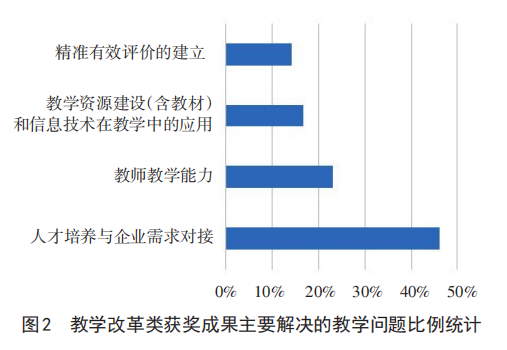 精准有效评价的建立
教学资源建设(含教材)
和信息技术在教学中的应用
教师教学能力
人才培养与企业需求对接
0% 10% 20% 30% 40% 50%
图2 教学改革类获奖成果主要解决的教学问题比例统计